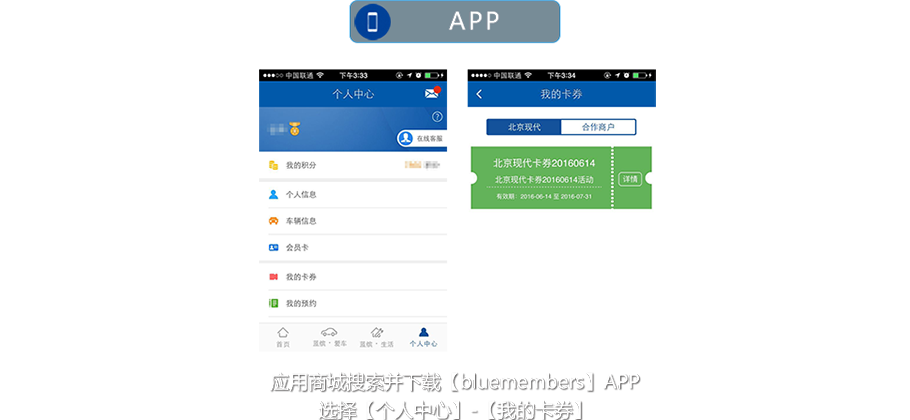 APP
中国联通 下午3:33
个人中心
?
在线客服
我的积分
个人信息
车辆信息
会员卡
我的卡券
我的预约
首页 蓝缤·爱车 蓝缤·生活 个人中心
中国联通 下午3:34
我的卡券
北京现代 合作商户
北京现代卡券20160614
北京现代卡券20160614活动
有效期：2016-06-14 至 2016-07-31
详情
应用商城搜索并下载【bluemembers】APP
选择【个人中心】-【我的卡券】